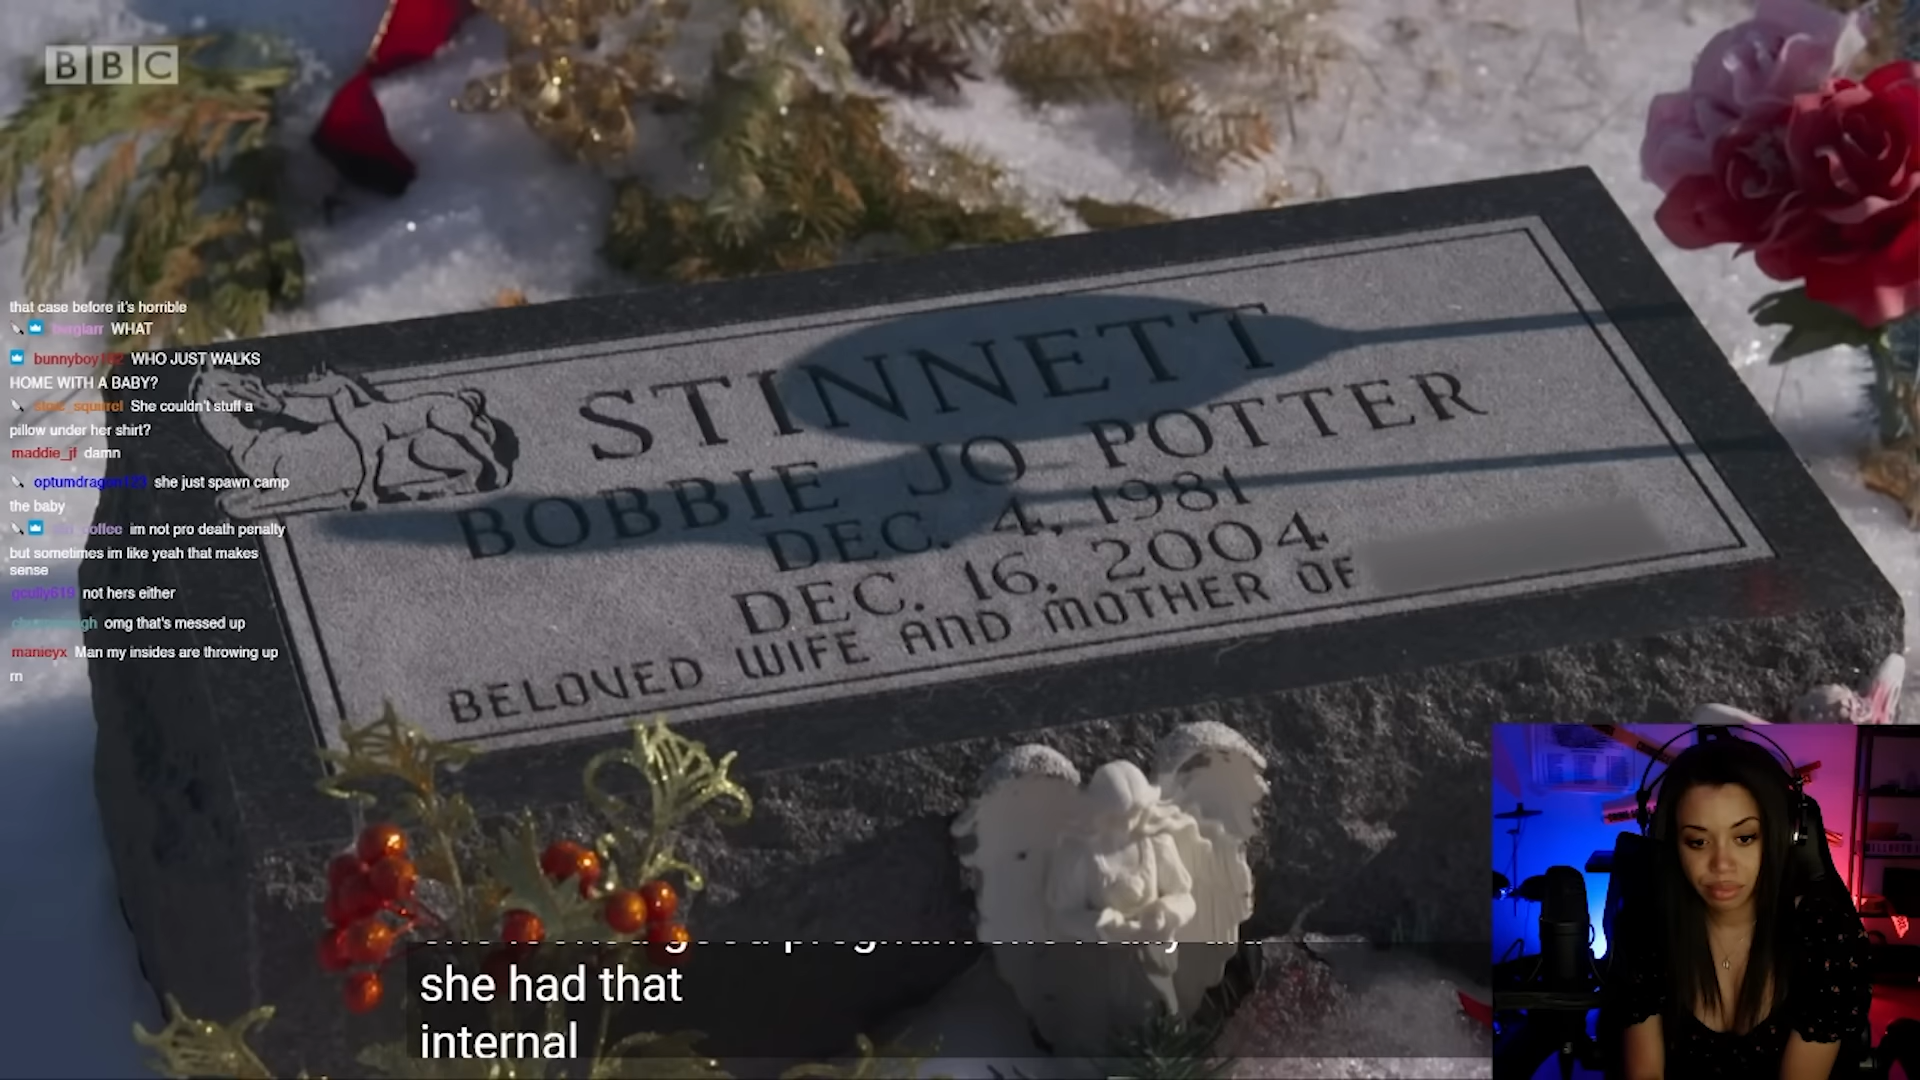 BBC
that case before it's horrible
WHAT
WHO JUST WALKS
HOME WITH A BABY?
She couldn't stuff a
pillow under her shirt?
maddie_jf damn
she just spawn camp
the baby
im not pro death penalty
but sometimes im like yeah that makes
sense
gcully619 not hers either
omg that's messed up
manieyx Man my insides are throwing up
rn
STINNETT
BOBBIE JO POTTER
DEC. 4, 1981
DEC. 16, 2004
BELOVED WIFE AND MOTHER OF
she had that
internal